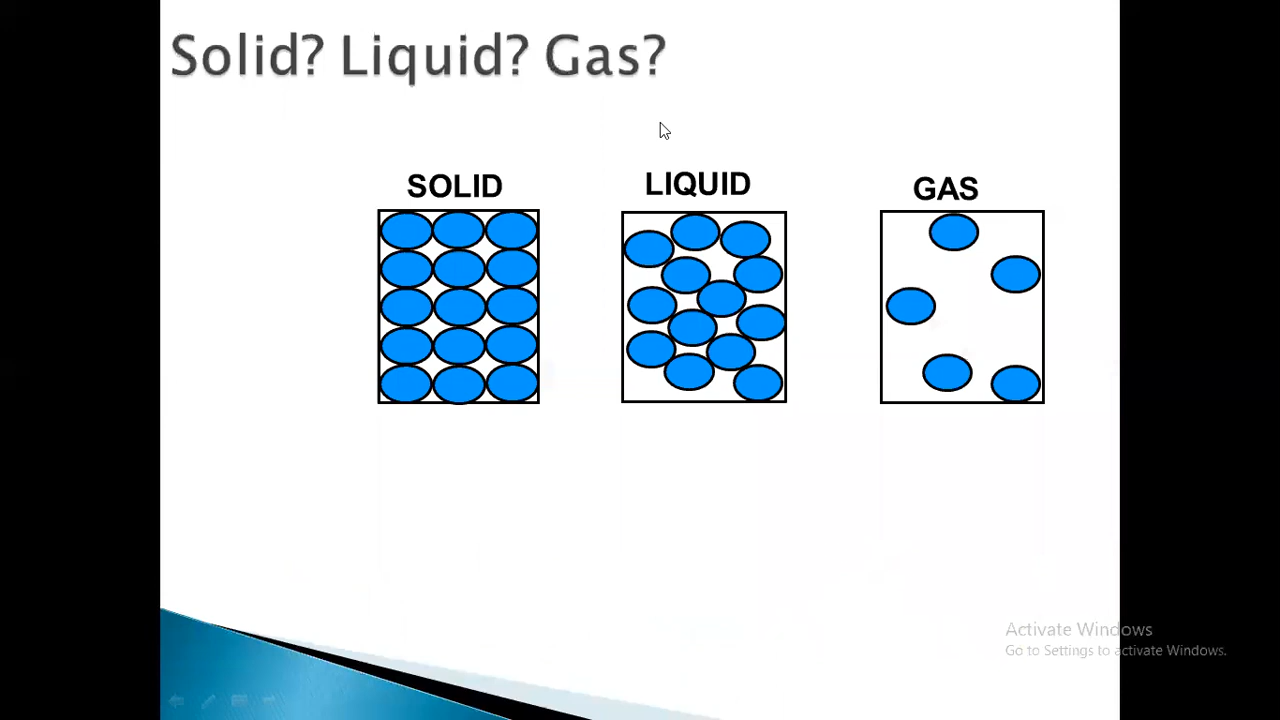 Solid? Liquid? Gas?
SOLID
LIQUID
GAS
Activate Windows
Go to Settings to activate Windows.